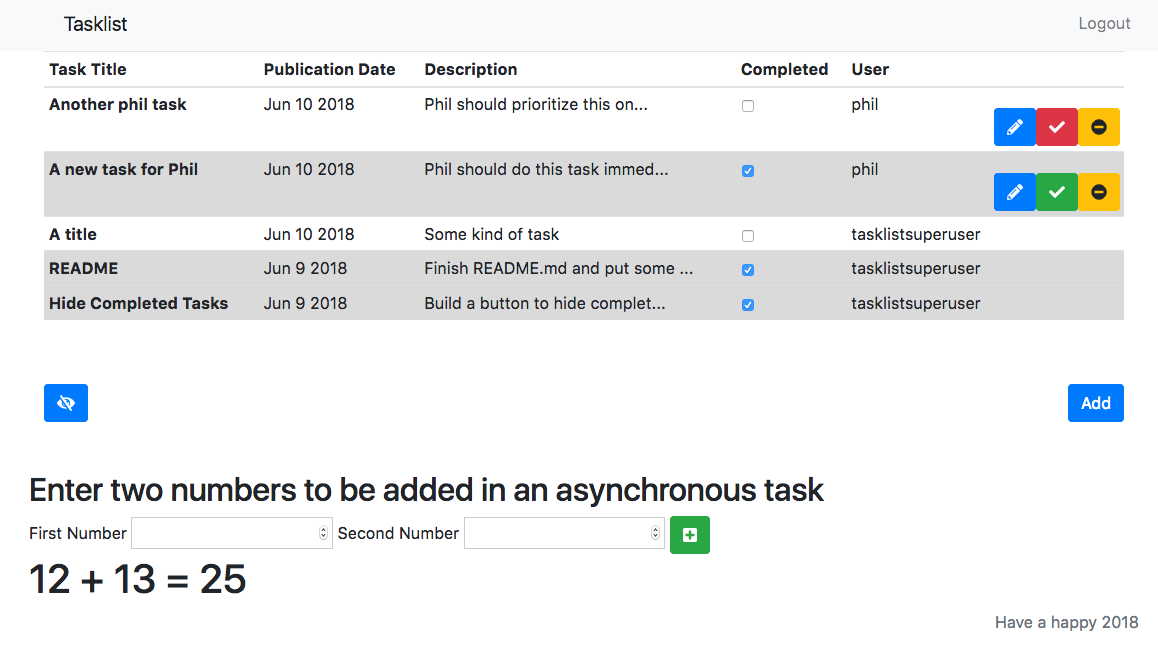 Tasklist Logout
Task Title Publication Date Description Completed User
Another phil task Jun 10 2018 Phil should prioritize this on... phil
A new task for Phil Jun 10 2018 Phil should do this task immed... phil
A title Jun 10 2018 Some kind of task tasklistsuperuser
README Jun 9 2018 Finish README.md and put some ... tasklistsuperuser
Hide Completed Tasks Jun 9 2018 Build a button to hide complet... tasklistsuperuser
Add
Enter two numbers to be added in an asynchronous task
First Number Second Number
12 + 13 = 25
Have a happy 2018